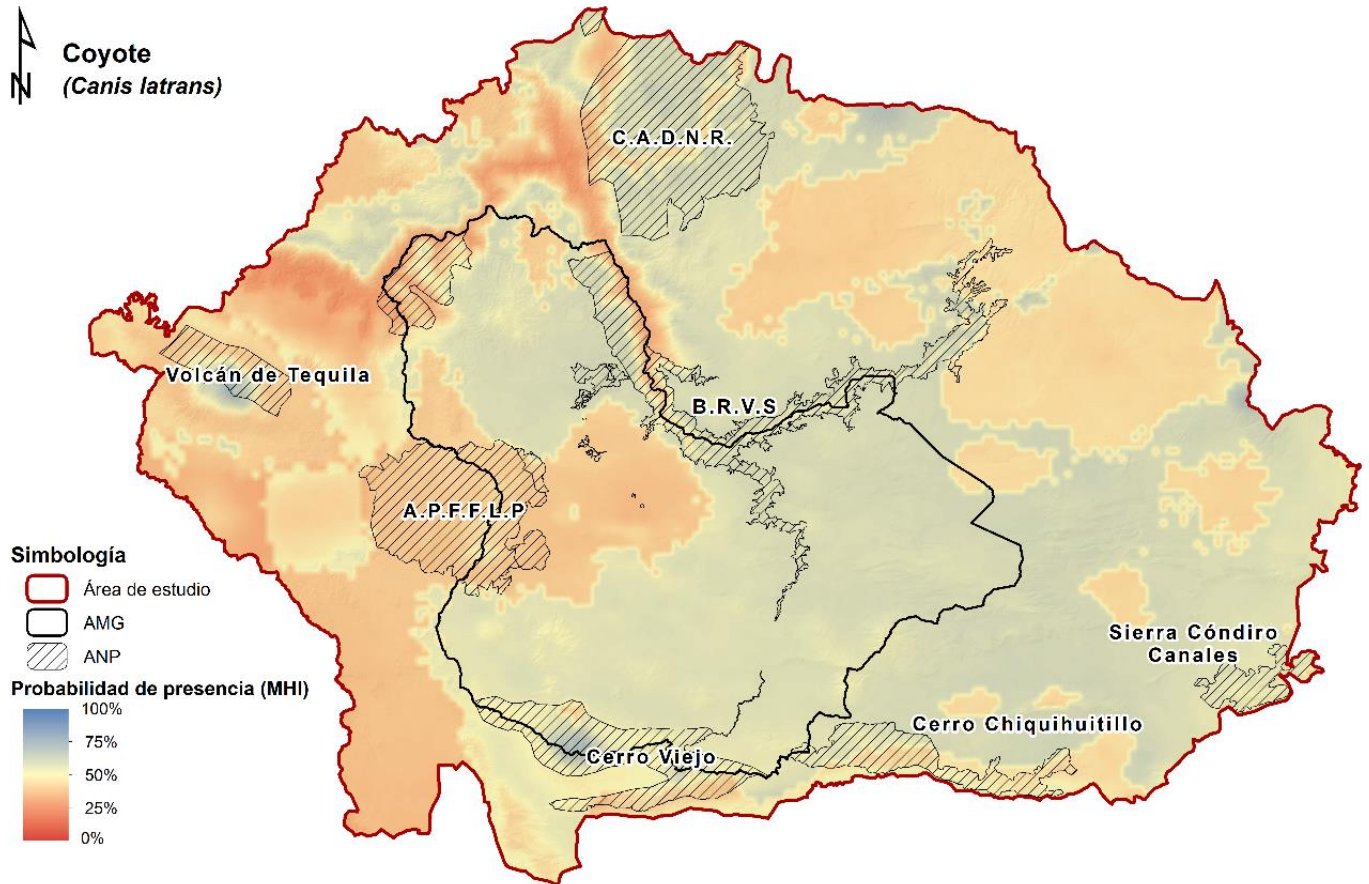 N
Coyote
(Canis latrans)
C.A.D.N.R.
Volcán de Tequila
B.R.V.S
A.P.F.F.L.P
Sierra Cóndiro
Canales
Cerro Chiquihuitillo
Cerro Viejo
Simbología
Área de estudio
AMG
ANP
Probabilidad de presencia (MHI)
100%
75%
50%
25%
0%